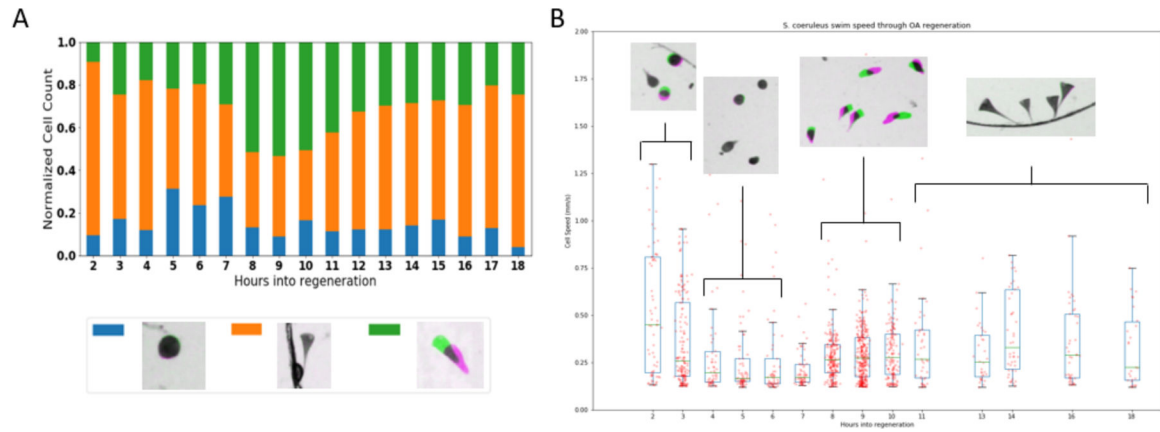 A
1.0
0.8
0.6
0.4
0.2
0.0
Normalized Cell Count
2 3 4 5 6 7 8 9 10 11 12 13 14 15 16 17 18
Hours into regeneration
B
S. coeruleus swim speed through OA regeneration
2.00
1.75
1.50
1.25
1.00
0.75
0.50
0.25
0.00
Cell Speed (mm/s)
2 3 4 5 6 7 8 9 10 11 13 14 16 18
Hours into regeneration